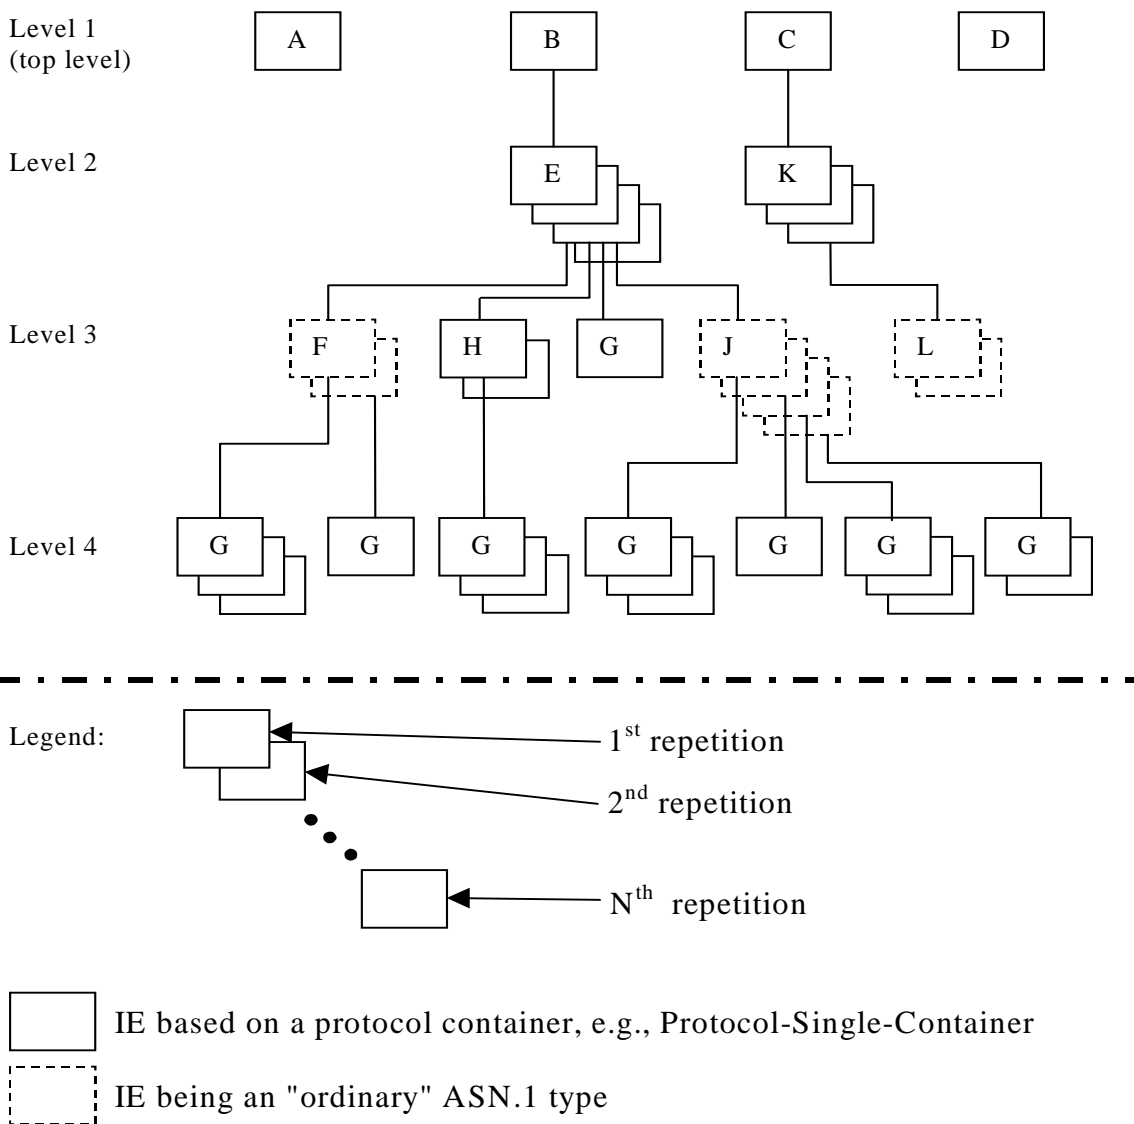 Level 1
(top level)
A
B
C
D
Level 2
E
K
Level 3
F
H
G
J
L
Level 4
G
G
G
G
G
G
G
Legend:
1st repetition
2nd repetition
Nth repetition
IE based on a protocol container, e.g., Protocol-Single-Container
IE being an "ordinary" ASN.1 type